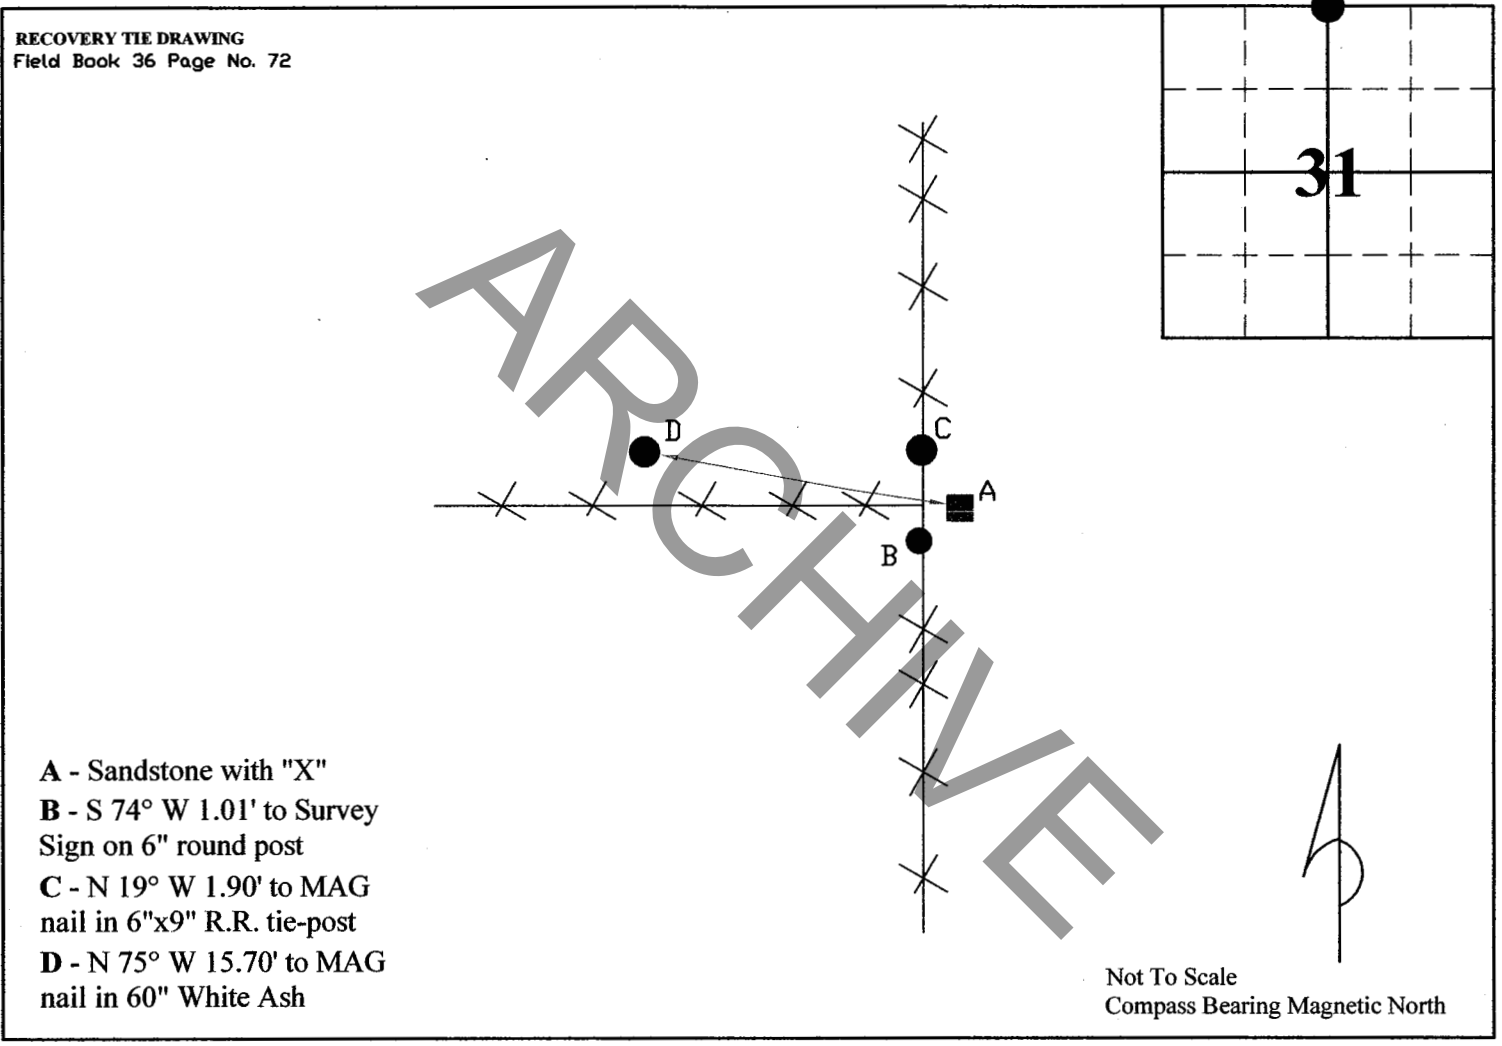 RECOVERY TIE DRAWING
Field Book 36 Page No. 72
31
ARCHIVE
D
C
A
B
A - Sandstone with "X"
B - S 74° W 1.01' to Survey
Sign on 6" round post
C - N 19° W 1.90' to MAG
nail in 6"x9" R.R. tie-post
D - N 75° W 15.70' to MAG
nail in 60" White Ash
Not To Scale
Compass Bearing Magnetic North